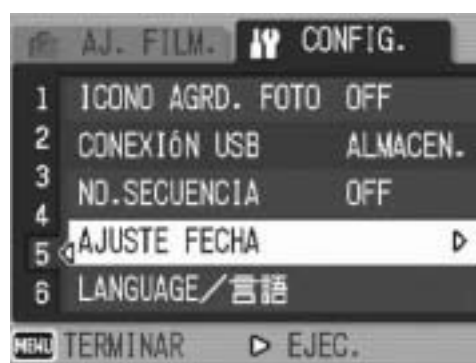 AJ. FILM. CONFIG.
1 ICONO AGRD. FOTO OFF
2 CONEXIóN USB ALMACEN.
3 NO.SECUENCIA OFF
4
5 AJUSTE FECHA
6 LANGUAGE/言語
MENU TERMINAR EJEC.